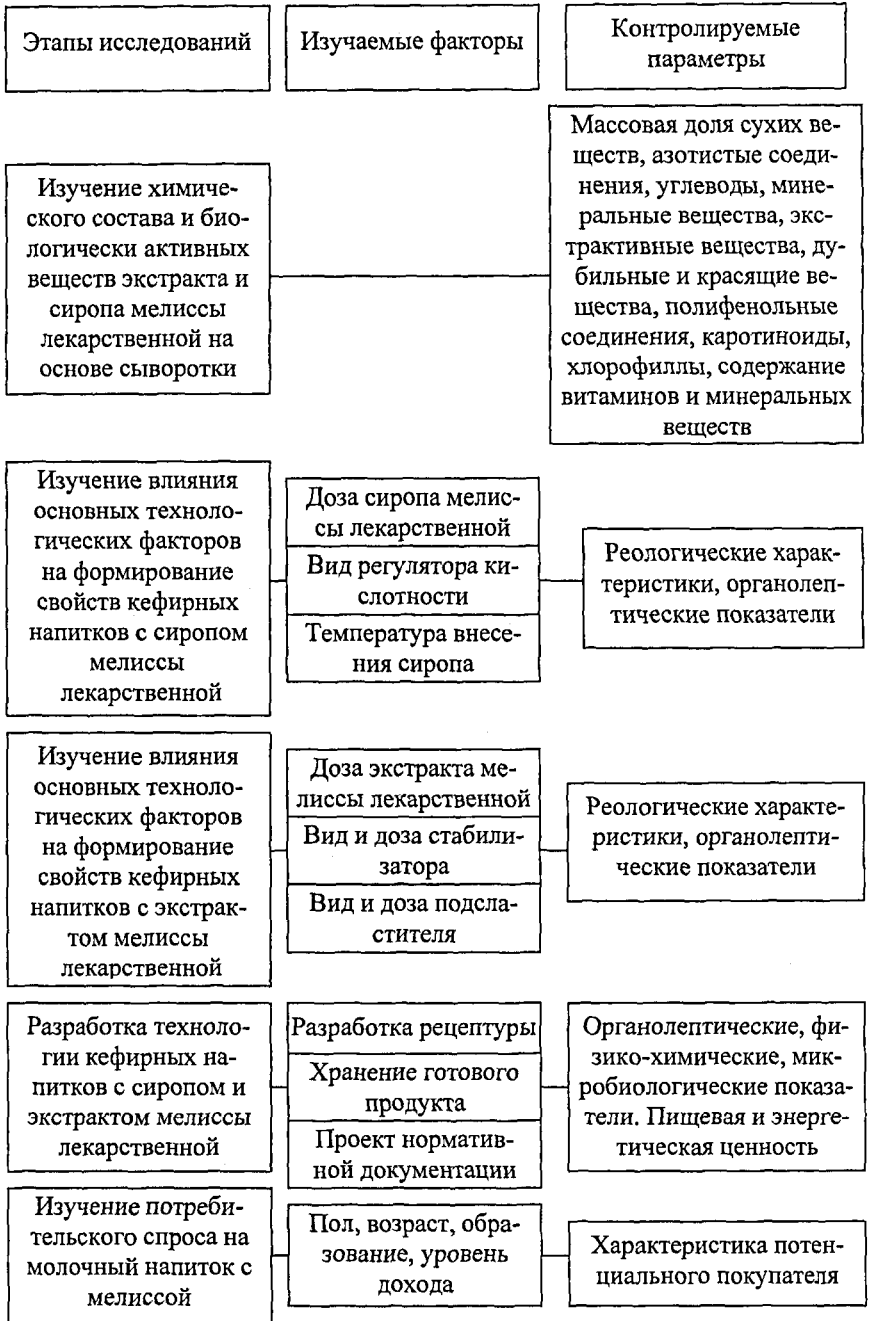 Этапы исследований
Изучаемые факторы
Контролируемые
параметры
Изучение химиче-
ского состава и био-
логически активных
веществ экстракта и
сиропа мелиссы
лекарственной на
основе сыворотки
Массовая доля сухих ве-
ществ, азотистые соеди-
нения, углеводы, мине-
ральные вещества, экс-
трактивные вещества, ду-
бильные и красящие ве-
щества, полифенольные
соединения, каротиноиды,
хлорофиллы, содержание
витаминов и минеральных
веществ
Изучение влияния
основных техноло-
гических факторов
на формирование
свойств кефирных
напитков с сиропом
мелиссы
лекарственной
Доза сиропа мелис-
сы лекарственной
Вид регулятора ки-
слотности
Температура внесе-
ния сиропа
Реологические харак-
теристики, органолеп-
тические показатели
Изучение влияния
основных техноло-
гических факторов
на формирование
свойств кефирных
напитков с экстрак-
том мелиссы
лекарственной
Доза экстракта ме-
лиссы лекарственной
Вид и доза стабили-
затора
Вид и доза подсла-
стителя
Реологические характе-
ристики, органолепти-
ческие показатели
Разработка техноло-
гии кефирных на-
питков с сиропом и
экстрактом мелиссы
лекарственной
Разработка рецептуры
Хранение готового
продукта
Проект норматив-
ной документации
Органолептические, фи-
зико-химические, мик-
робиологические показа-
тели. Пищевая и энерге-
тическая ценность
Изучение потреби-
тельского спроса на
молочный напиток с
мелиссой
Пол, возраст, обра-
зование, уровень
дохода
Характеристика потен-
циального покупателя